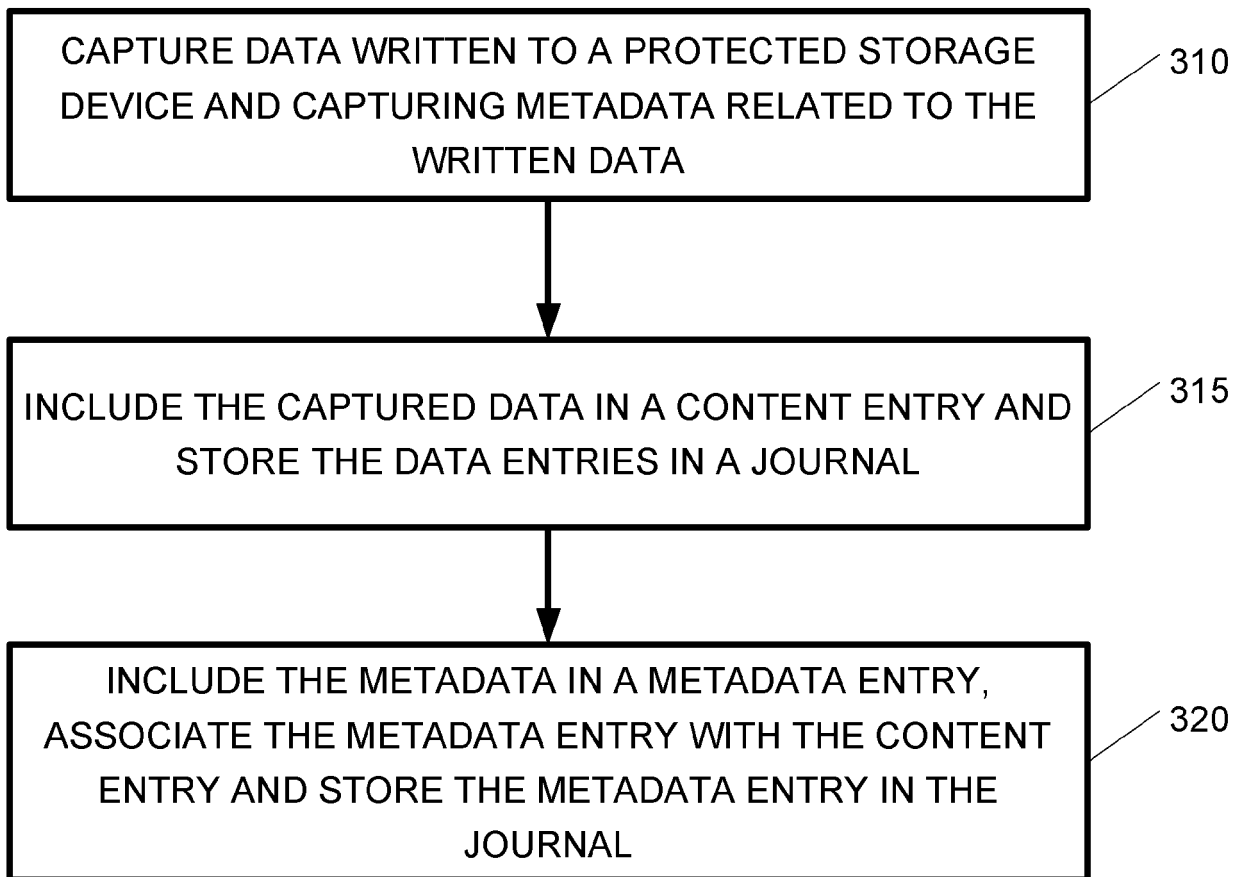 CAPTURE DATA WRITTEN TO A PROTECTED STORAGE
DEVICE AND CAPTURING METADATA RELATED TO THE
WRITTEN DATA
310
INCLUDE THE CAPTURED DATA IN A CONTENT ENTRY AND
STORE THE DATA ENTRIES IN A JOURNAL
315
INCLUDE THE METADATA IN A METADATA ENTRY,
ASSOCIATE THE METADATA ENTRY WITH THE CONTENT
ENTRY AND STORE THE METADATA ENTRY IN THE
JOURNAL
320